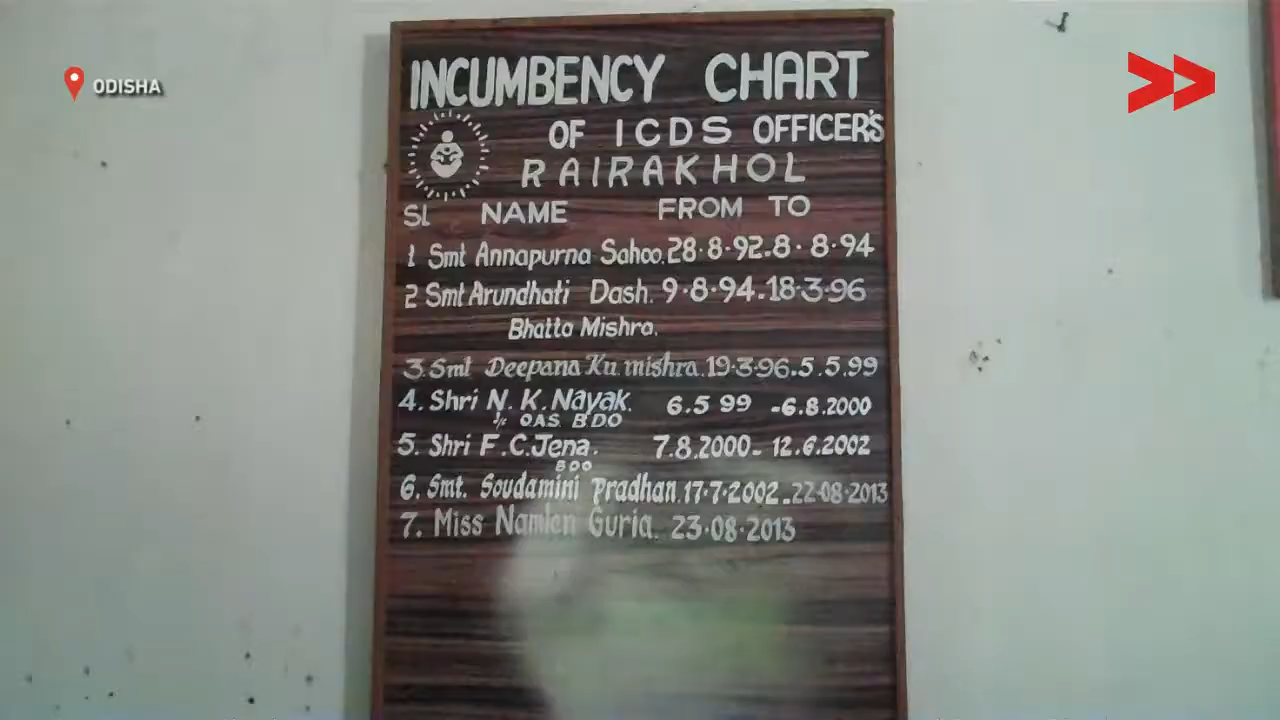 ODISHA
INCUMBENCY CHART
OF ICDS OFFICER'S
RAIRAKHOL
SL NAME FROM TO
1 Smt Annapurna Sahoo. 28·8·92.8· 8·94
2 Smt Arundhati Dash. 9·8·94.18·3·96
Bhatta Mishra.
3. Smt Deepana Ku. mishra. 19·3·96.5.5.99
4. Shri N. K. Nayak. 6.5 99 -6.8.2000
OAS BDO
5. Shri F.C.Jena. 7.8.2000- 12.6.2002
BDO
6. Smt. Soudamini Pradhan. 17·7·2002.22·08·2013
7. Miss Namlen Guria. 23·08·2013